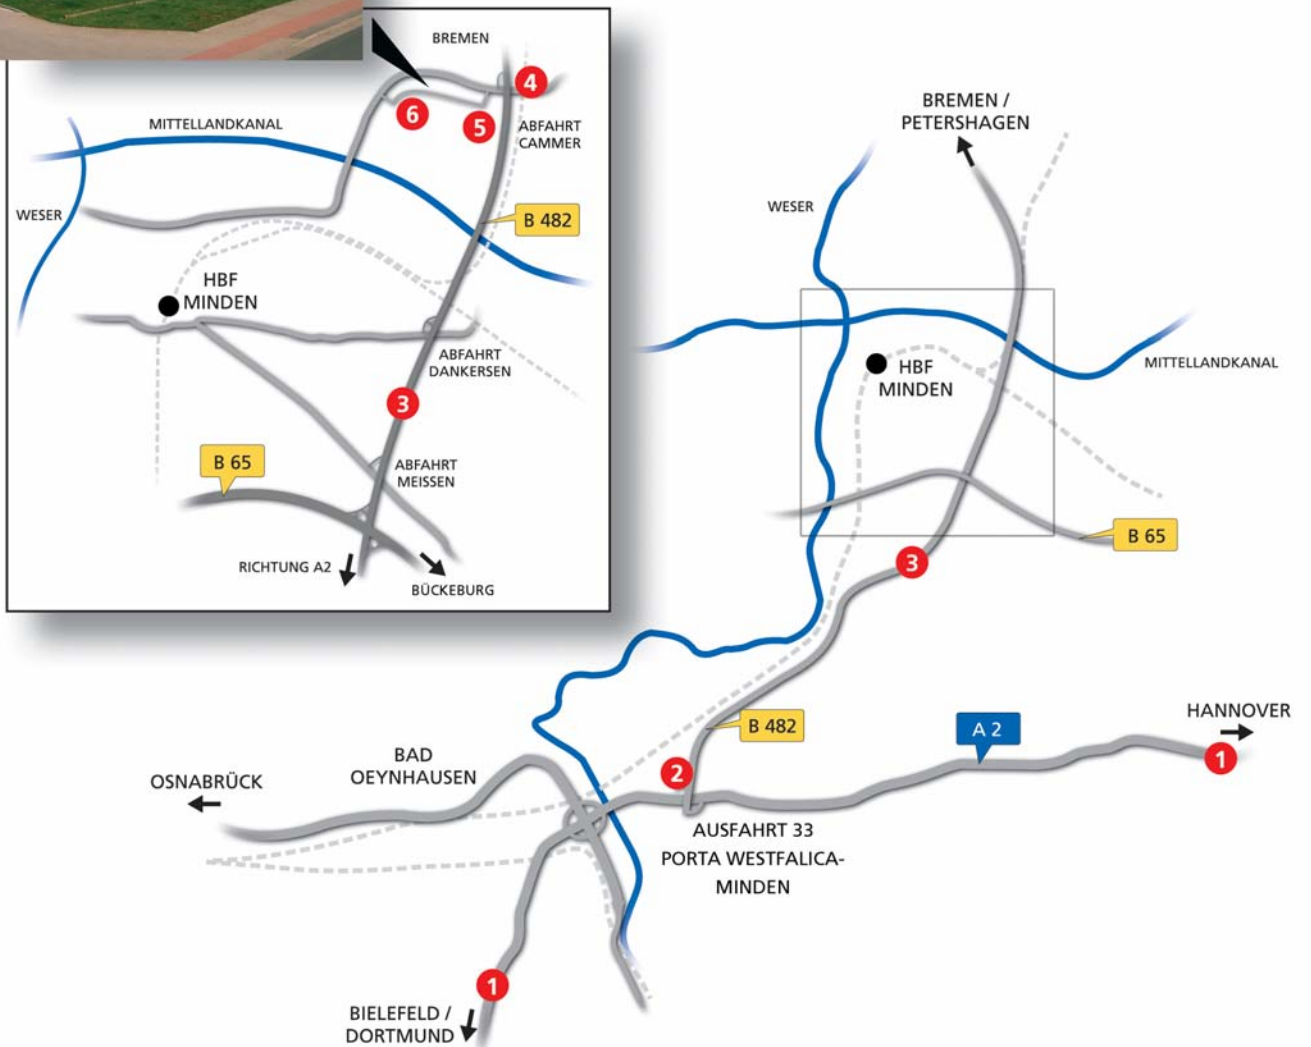 BREMEN
4
6
5
MITTELLANDKANAL
ABFAHRT
CAMMER
WESER
B 482
HBF
MINDEN
ABFAHRT
DANKERSEN
3
B 65
ABFAHRT
MEISSEN
RICHTUNG A2
BÜCKEBURG
BREMEN /
PETERSHAGEN
WESER
HBF
MINDEN
MITTELLANDKANAL
B 65
3
B 482
A 2
HANNOVER
1
2
BAD
OEYNHAUSEN
OSNABRÜCK
AUSFAHRT 33
PORTA WESTFALICA-
MINDEN
1
BIELEFELD /
DORTMUND